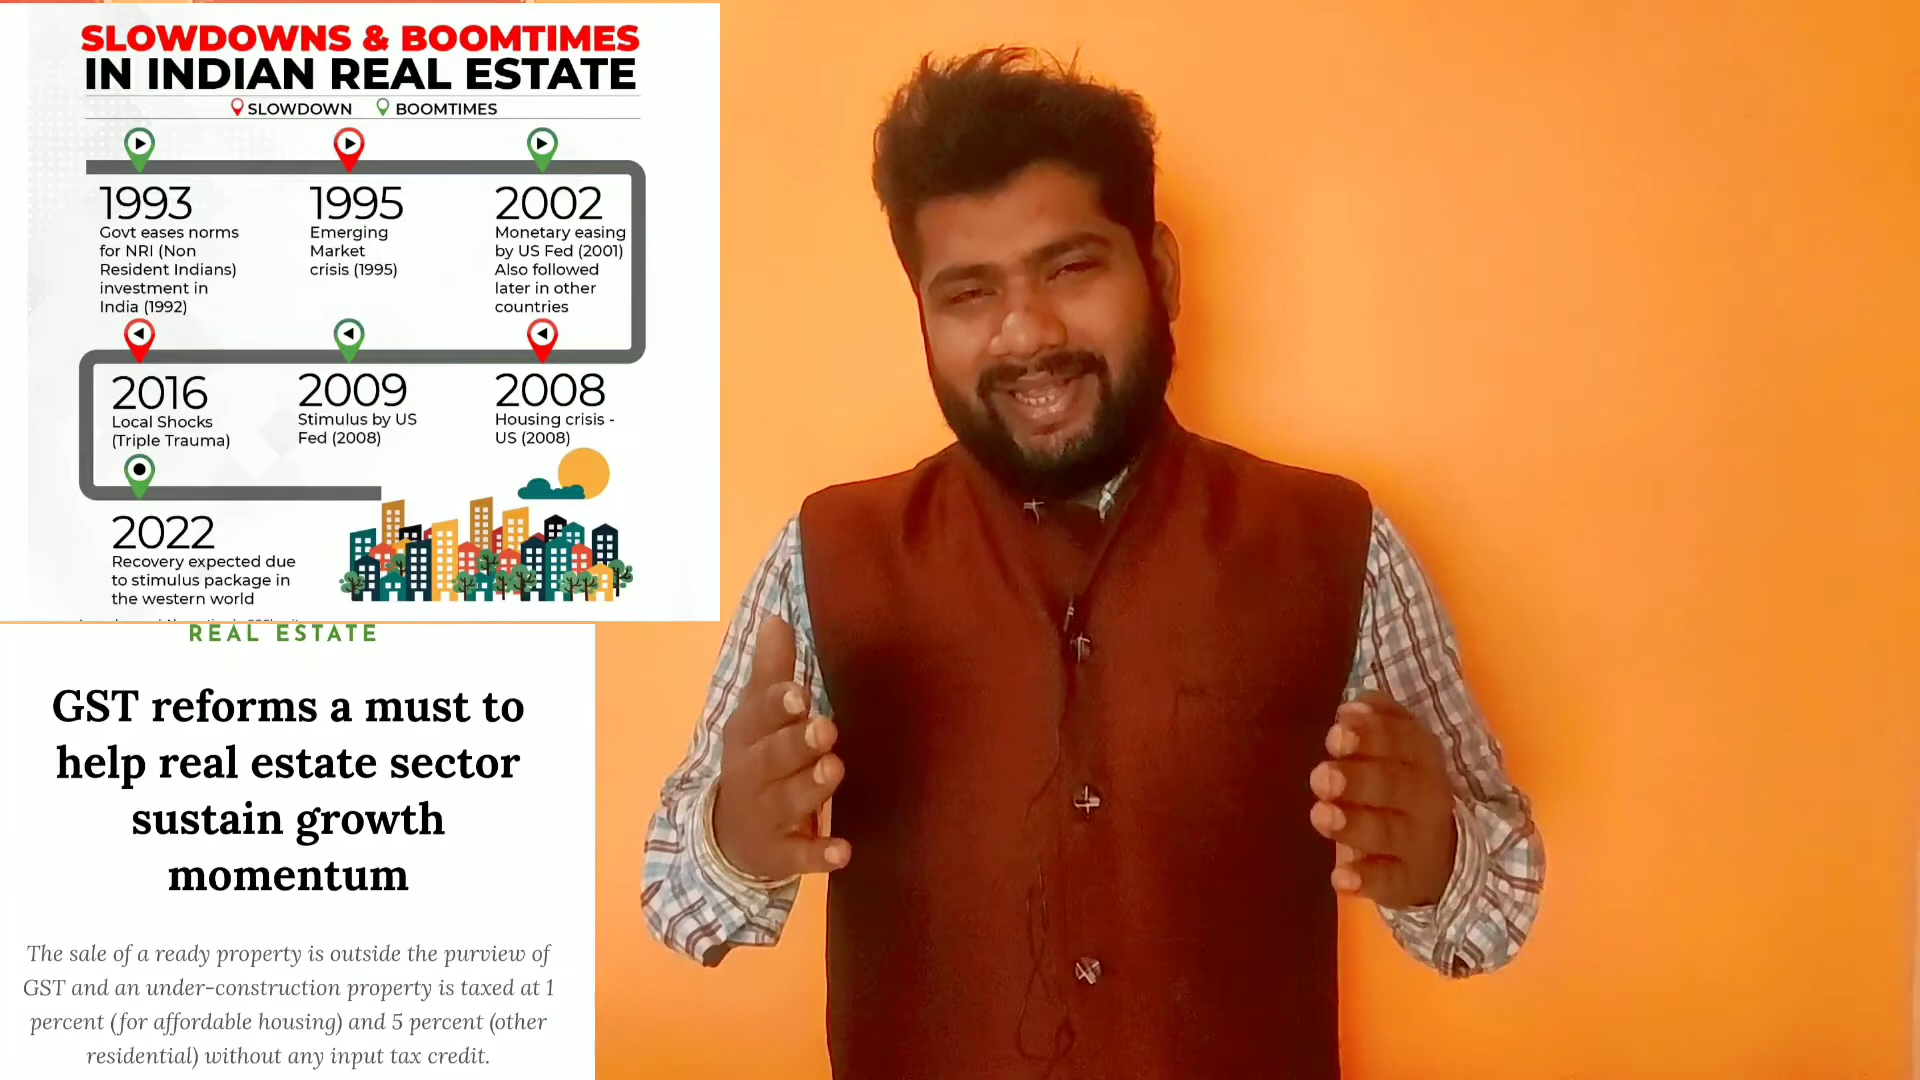 SLOWDOWNS & BOOMTIMES
IN INDIAN REAL ESTATE
SLOWDOWN BOOMTIMES
1993
Govt eases norms
for NRI (Non
Resident Indians)
investment in
India (1992)
1995
Emerging
Market
crisis (1995)
2002
Monetary easing
by US Fed (2001)
Also followed
later in other
countries
2016
Local Shocks
(Triple Trauma)
2009
Stimulus by US
Fed (2008)
2008
Housing crisis -
US (2008)
2022
Recovery expected due
to stimulus package in
the western world
REAL ESTATE
GST reforms a must to
help real estate sector
sustain growth
momentum
The sale of a ready property is outside the purview of
GST and an under-construction property is taxed at 1
percent (for affordable housing) and 5 percent (other
residential) without any input tax credit.